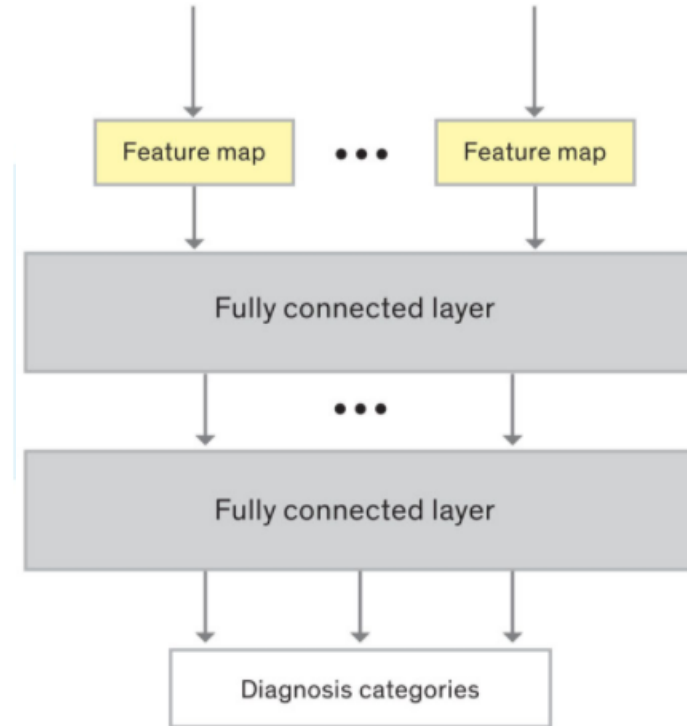 Feature map
Feature map
Fully connected layer
Fully connected layer
Diagnosis categories